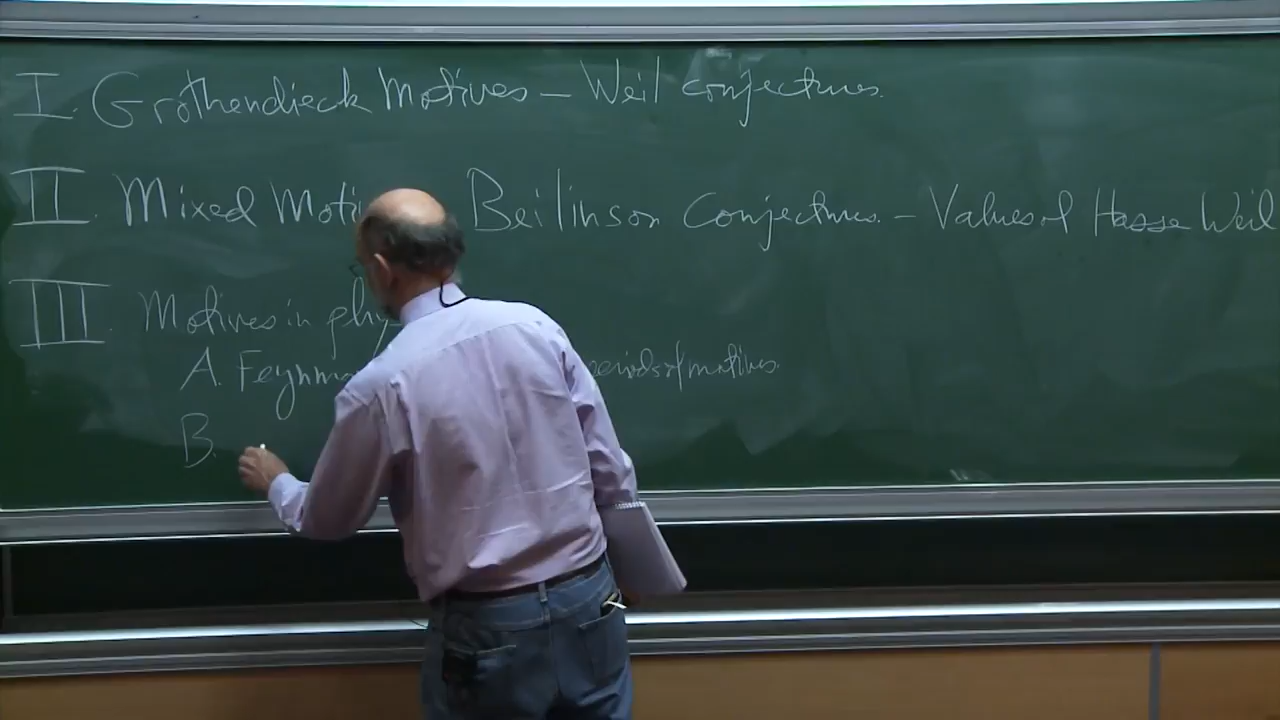 I. Grothendieck Motives – Weil conjectures.
II. Mixed Moti Beilinson Conjectures. – Values of Hasse Weil
III. Motives in phy
A. Feynma periods of motives.
B.